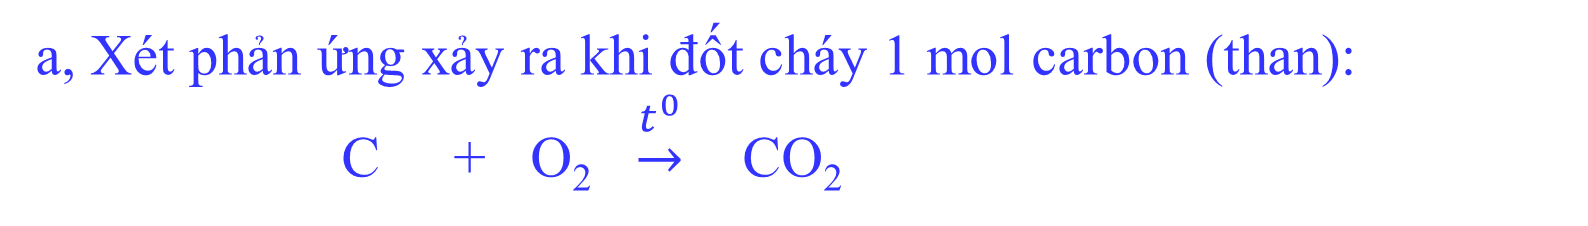 a, Xét phản ứng xảy ra khi đốt cháy 1 mol carbon (than):
t⁰
C + O₂ → CO₂